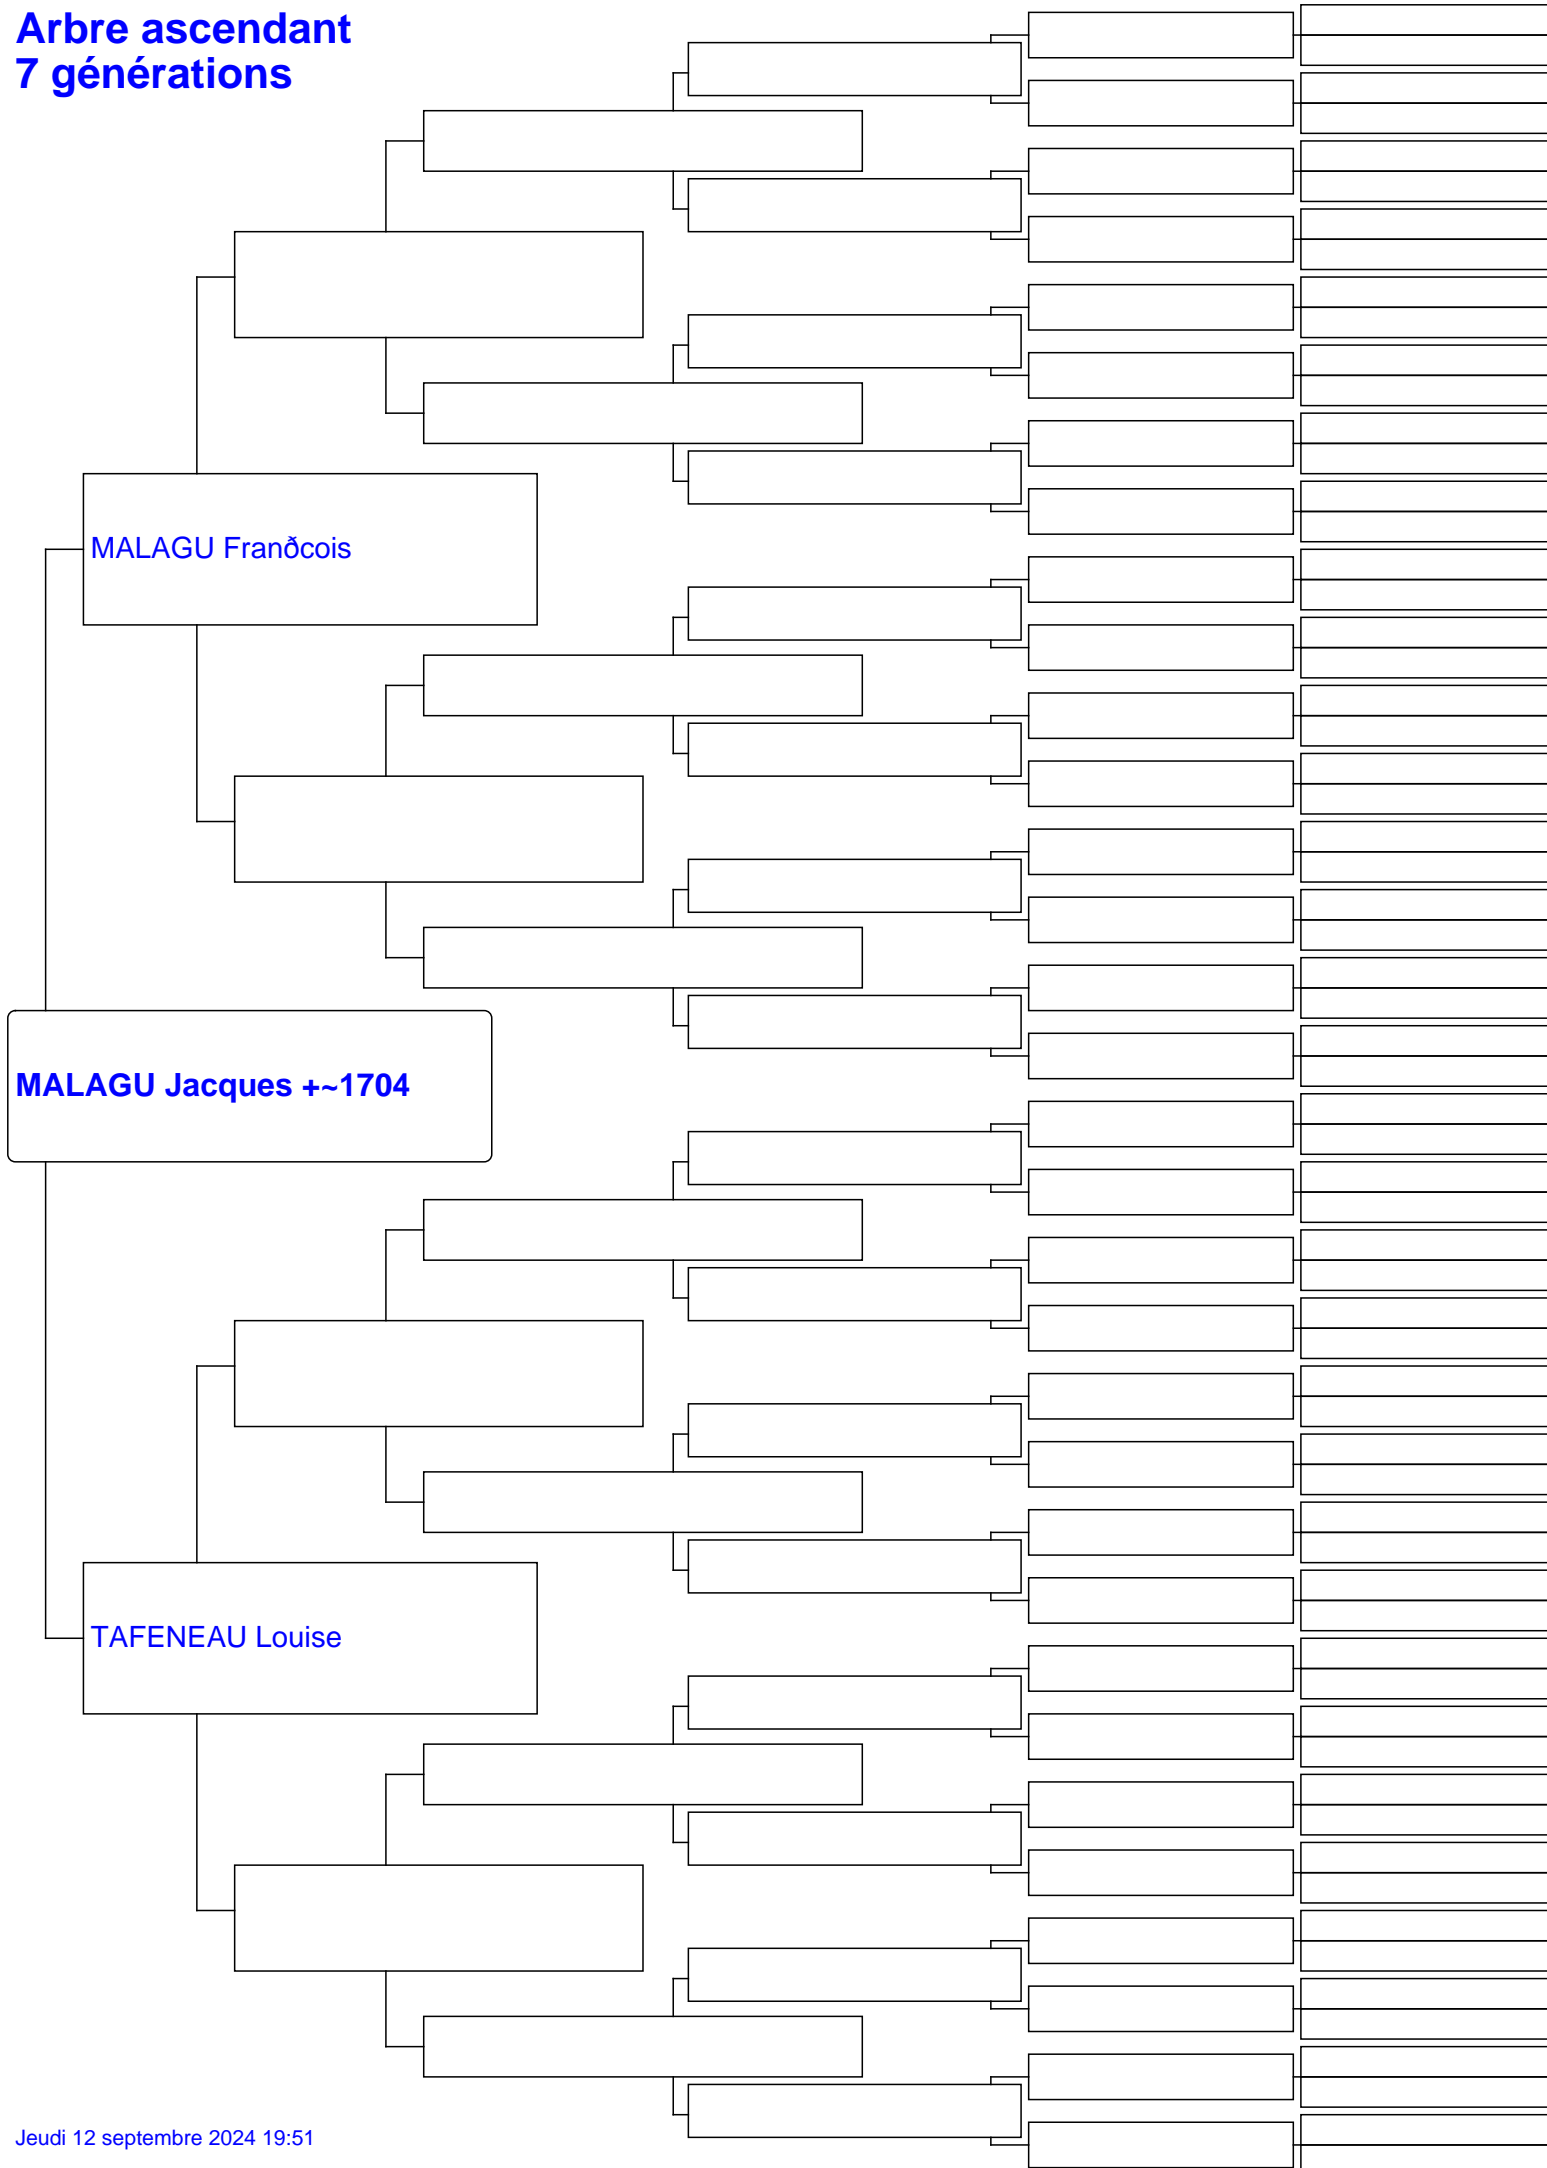 Arbre ascendant
7 générations
MALAGU Franðcois
MALAGU Jacques +~1704
TAFENEAU Louise
Jeudi 12 septembre 2024 19:51